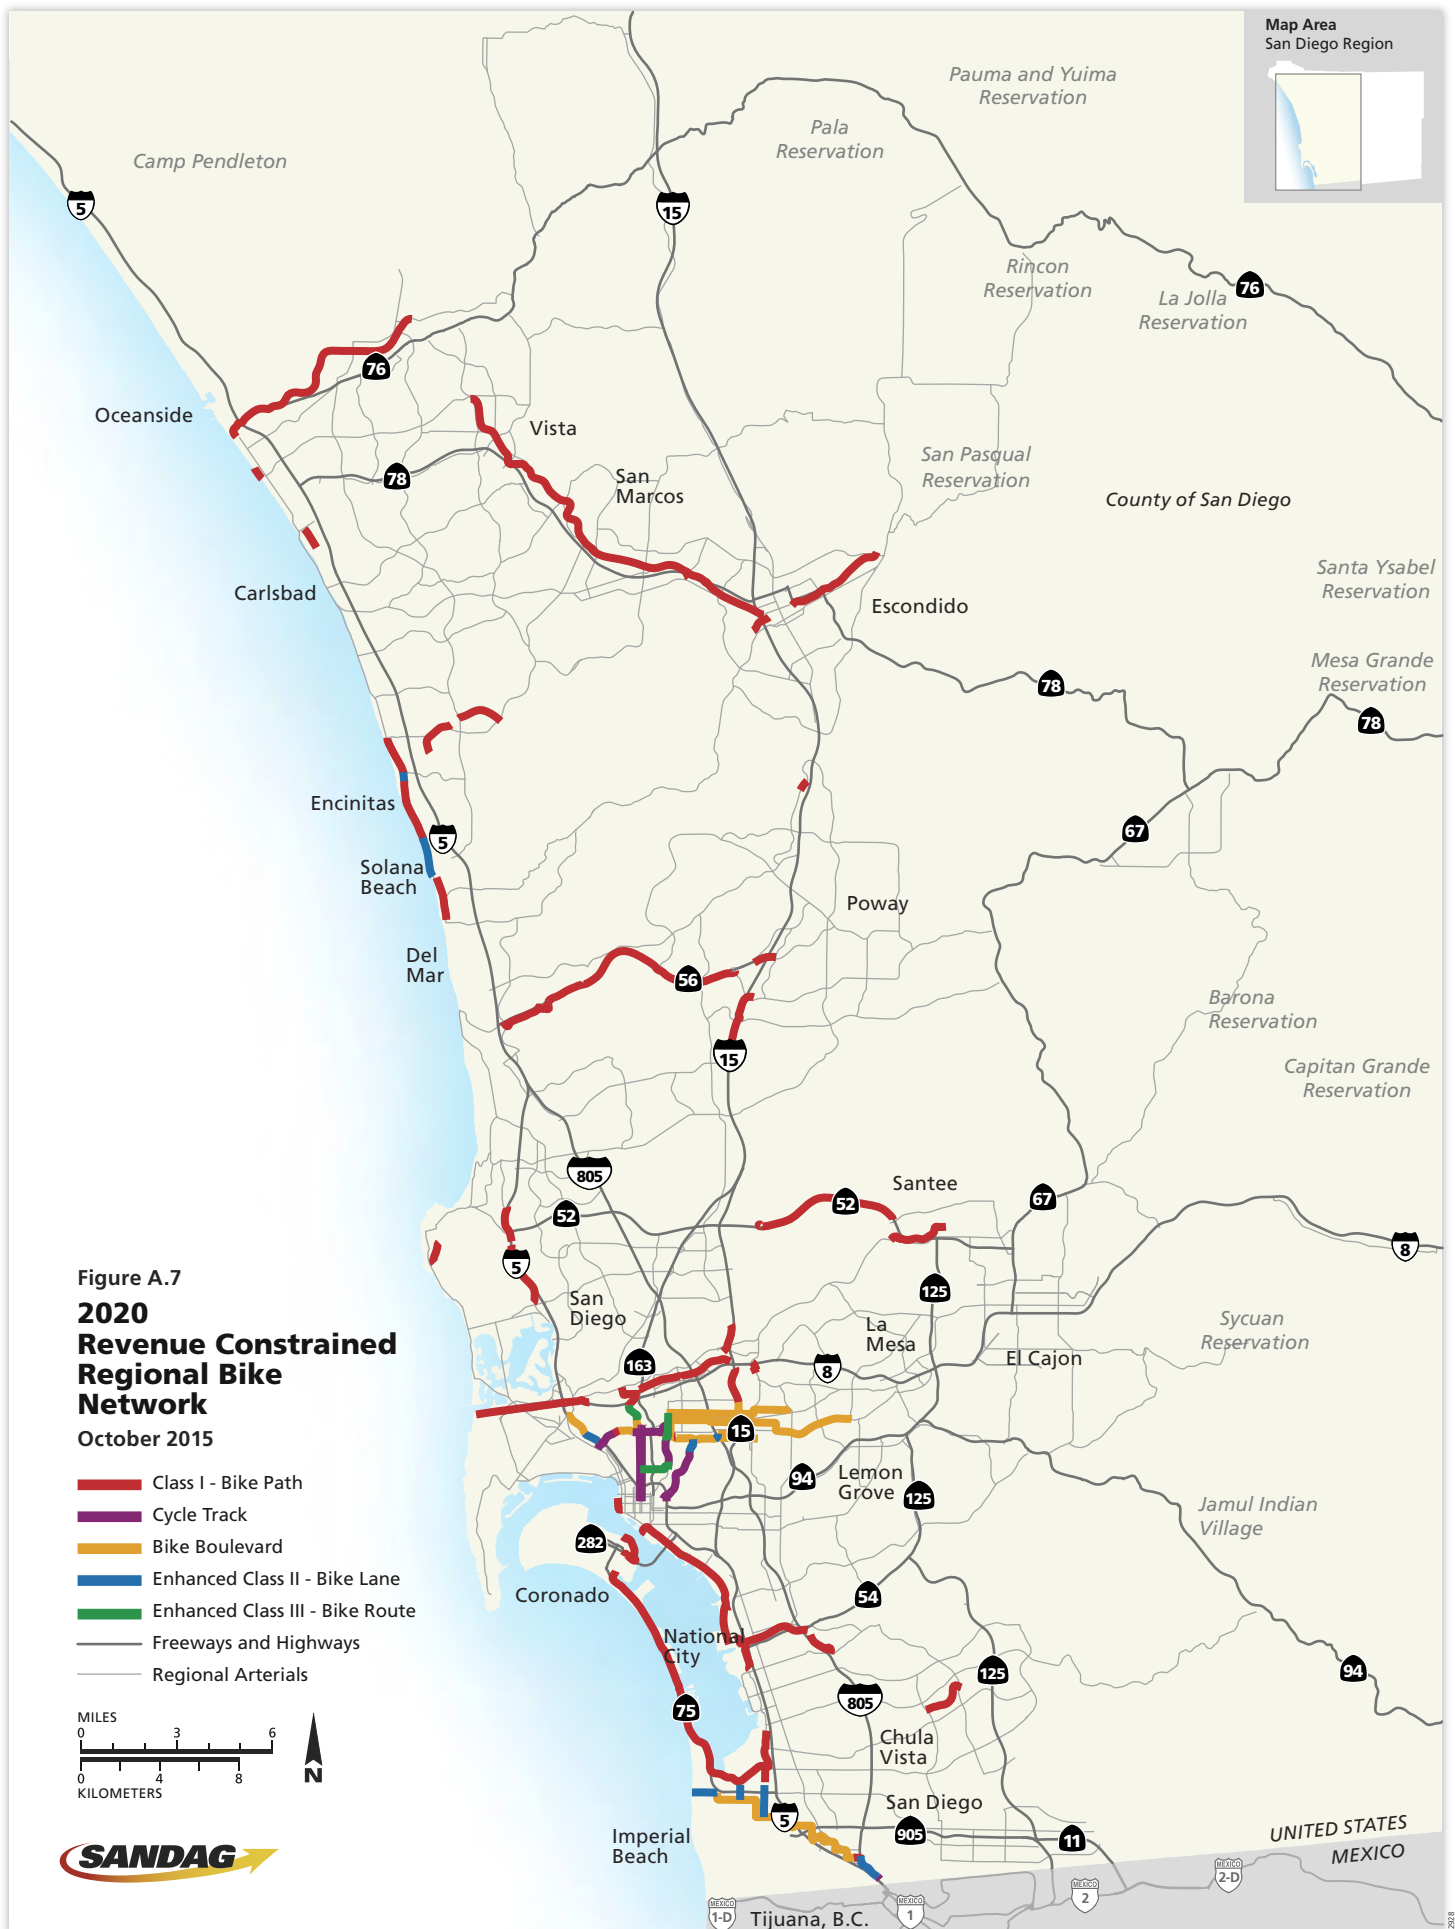 Map Area
San Diego Region
Pauma and Yuima
Reservation
Pala
Reservation
Camp Pendleton
5
15
Rincon
Reservation
76
La Jolla
Reservation
76
Oceanside
Vista
78
San
Marcos
San Pasqual
Reservation
County of San Diego
Carlsbad
Escondido
Santa Ysabel
Reservation
Mesa Grande
Reservation
78
78
Encinitas
5
67
Solana
Beach
Poway
Del
Mar
56
Barona
Reservation
15
Capitan Grande
Reservation
805
Santee
52
52
67
8
5
125
San
Diego
La
Mesa
Sycuan
Reservation
163
8
El Cajon
15
94
Lemon
Grove
125
Jamul Indian
Village
282
Coronado
54
National
City
125
94
75
805
Chula
Vista
San Diego
5
905
11
Imperial
Beach
UNITED STATES
MEXICO
MEXICO
1-D
Tijuana, B.C.
MEXICO
1
MEXICO
2
MEXICO
2-D
Figure A.7
2020
Revenue Constrained
Regional Bike
Network
October 2015
Class I - Bike Path
Cycle Track
Bike Boulevard
Enhanced Class II - Bike Lane
Enhanced Class III - Bike Route
Freeways and Highways
Regional Arterials
MILES
0 3 6
0 4 8
KILOMETERS
N
SANDAG